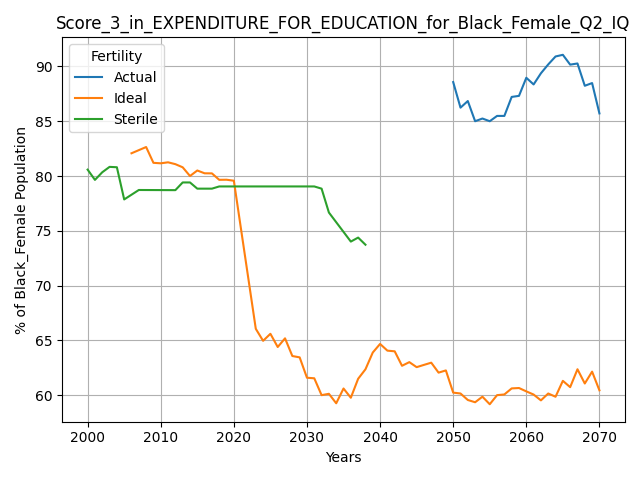 Score_3_in_EXPENDITURE_FOR_EDUCATION_for_Black_Female_Q2_IQ
Fertility
Actual
Ideal
Sterile
% of Black_Female Population
90
85
80
75
70
65
60
2000 2010 2020 2030 2040 2050 2060 2070
Years